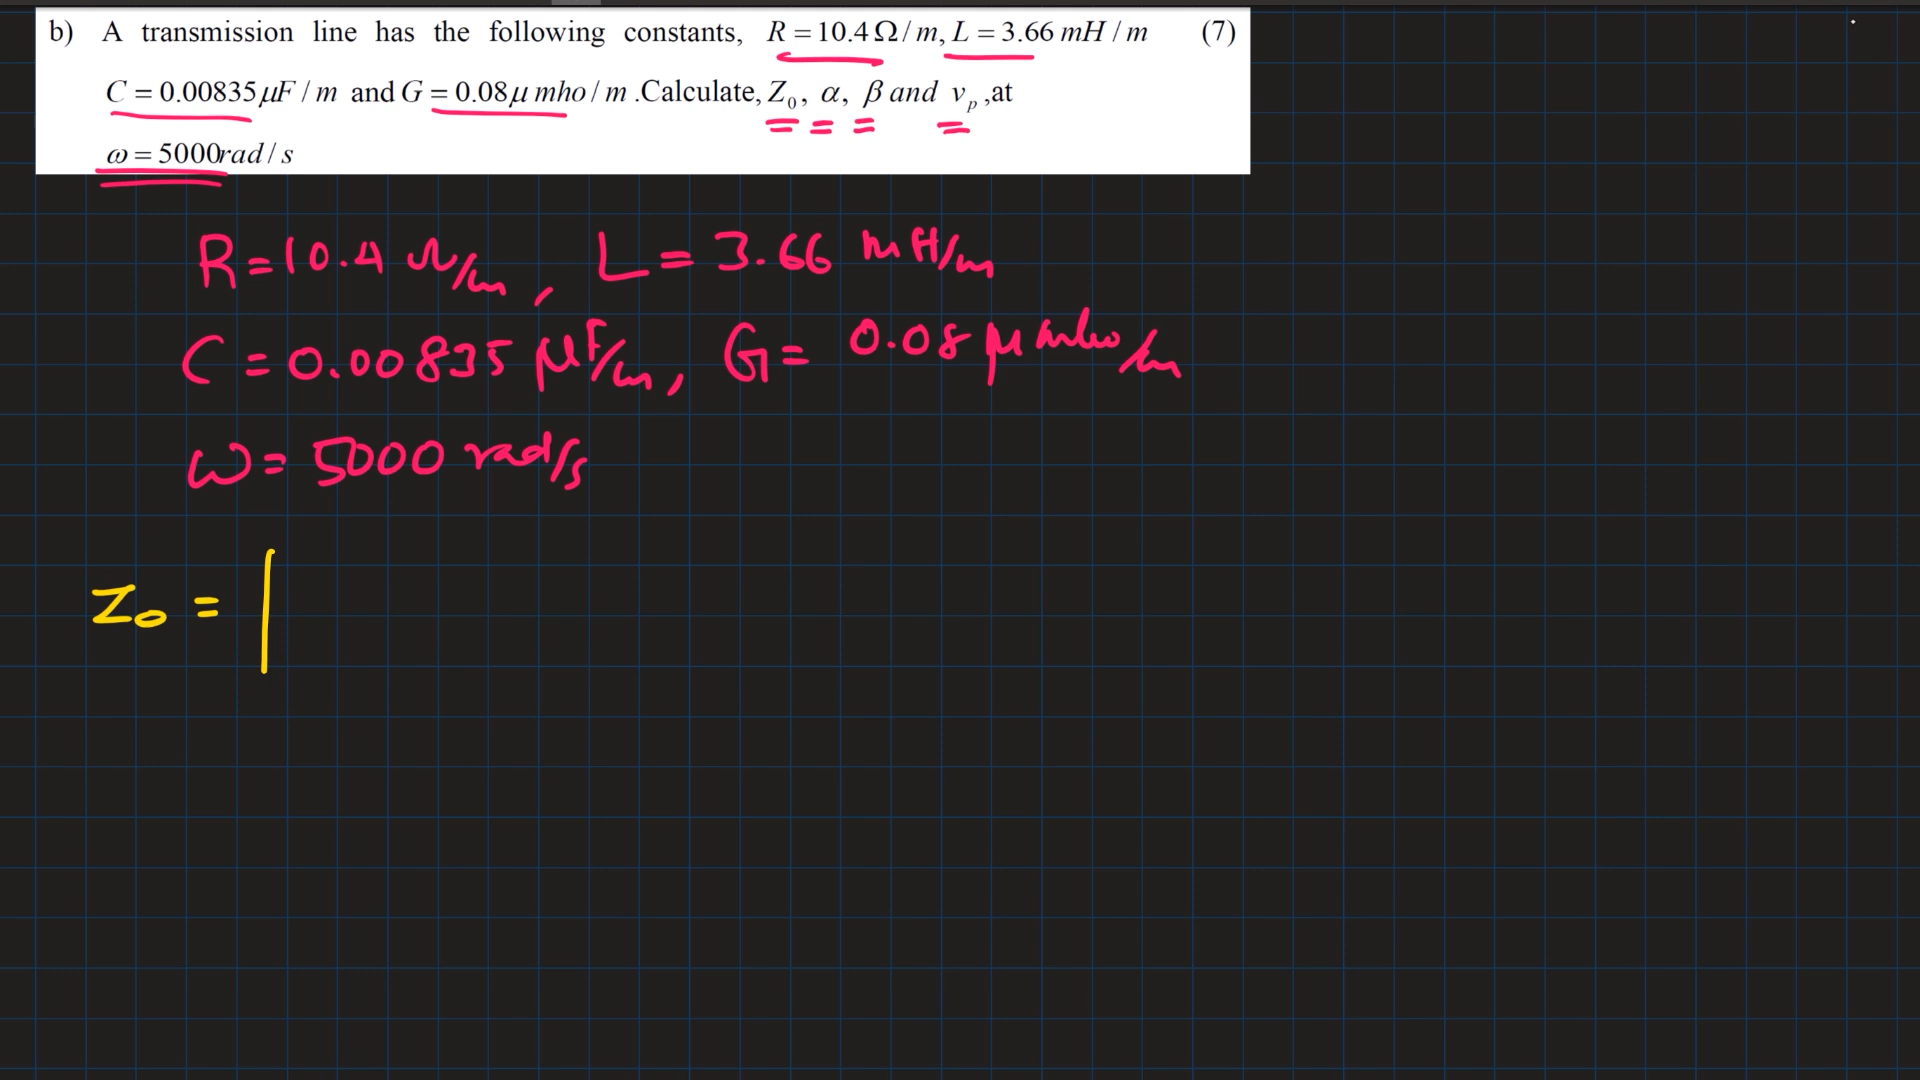 b) A transmission line has the following constants, R = 10.4 Ω / m, L = 3.66 mH / m (7)
C = 0.00835 μF / m and G = 0.08 μ mho / m .Calculate, Z₀, α, β and vₚ ,at
ω = 5000rad / s
R = 10.4 Ω/m, L = 3.66 mH/m
C = 0.00835 μF/m, G = 0.08 μ mho/m
ω = 5000 rad/s
Z₀ =